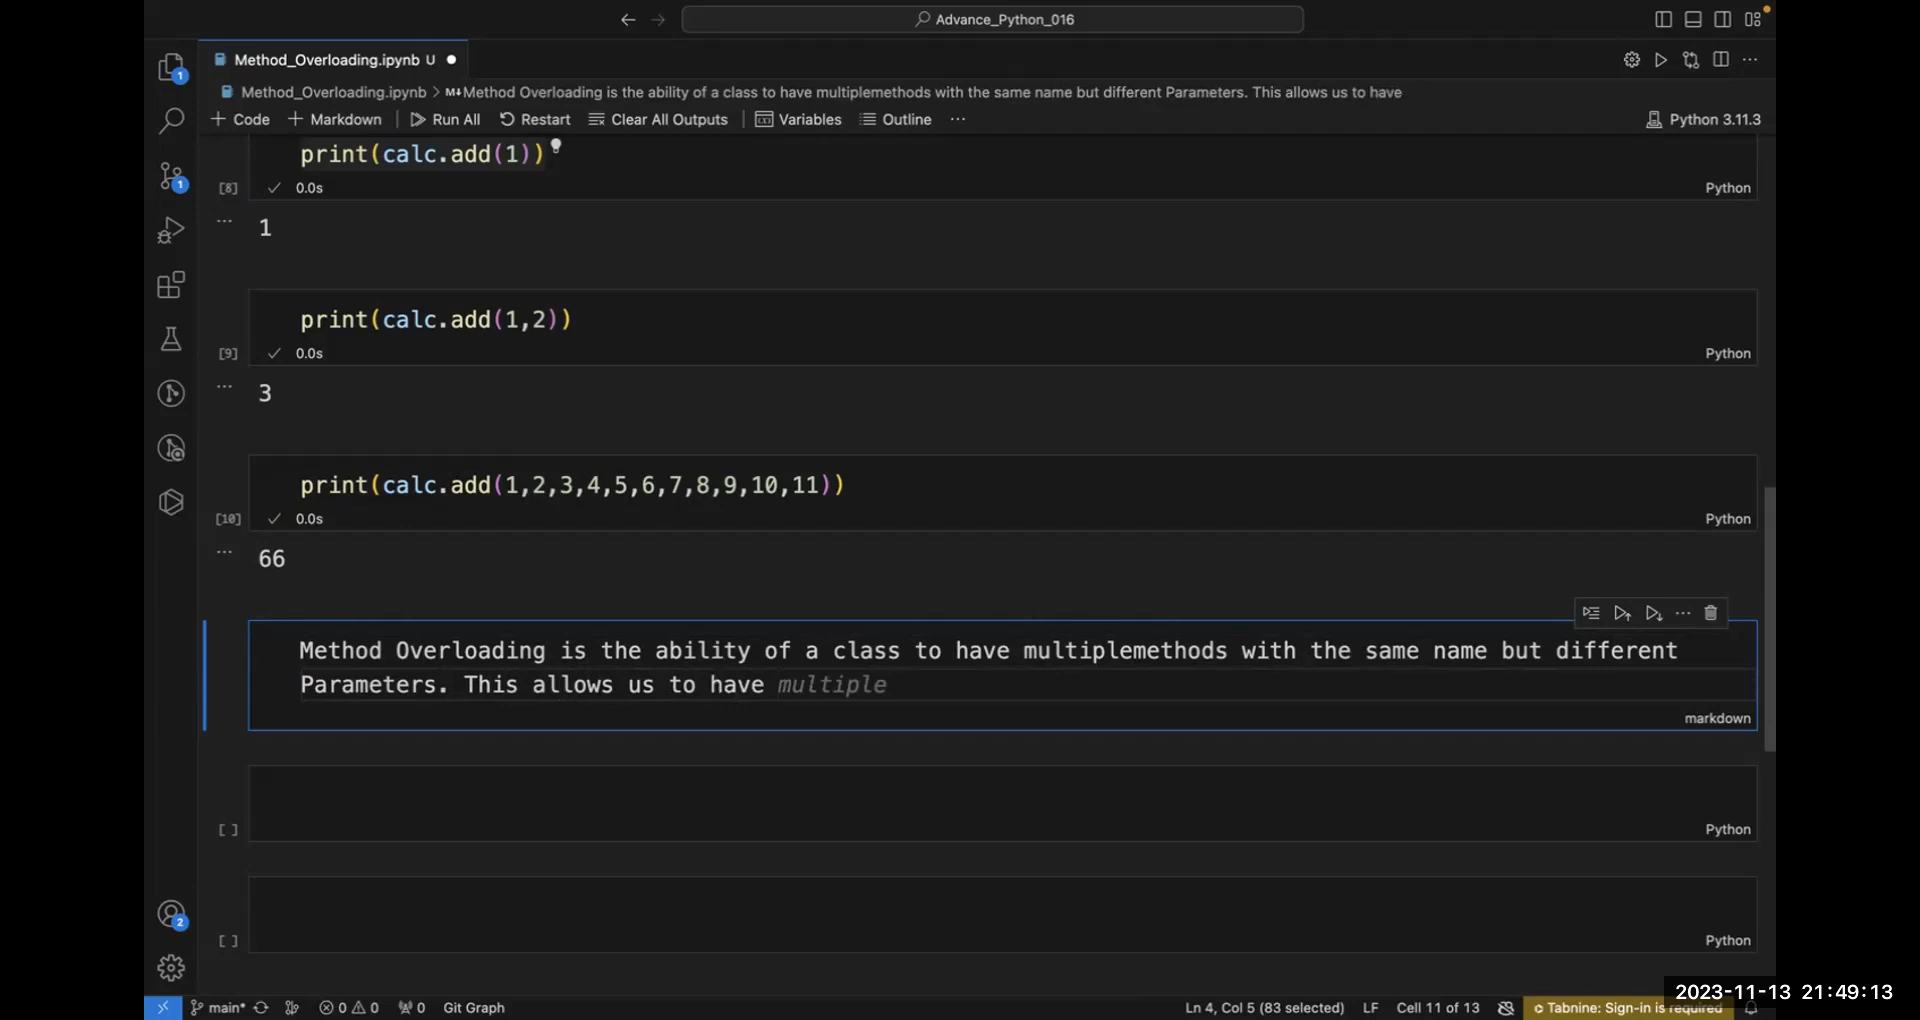 Advance_Python_016
Method_Overloading.ipynb U
Method_Overloading.ipynb > M↓Method Overloading is the ability of a class to have multiplemethods with the same name but different Parameters. This allows us to have
+ Code + Markdown | Run All Restart Clear All Outputs | Variables Outline ... Python 3.11.3
print(calc.add(1))
[8] ✓ 0.0s Python
... 1
print(calc.add(1,2))
[9] ✓ 0.0s Python
... 3
print(calc.add(1,2,3,4,5,6,7,8,9,10,11))
[10] ✓ 0.0s Python
... 66
Method Overloading is the ability of a class to have multiplemethods with the same name but different
Parameters. This allows us to have multiple
markdown
[ ] Python
[ ] Python
1
1
2
2023-11-13 21:49:13
main* 0 0 0 Git Graph Ln 4, Col 5 (83 selected) LF Cell 11 of 13 Tabnine: Sign-in is required